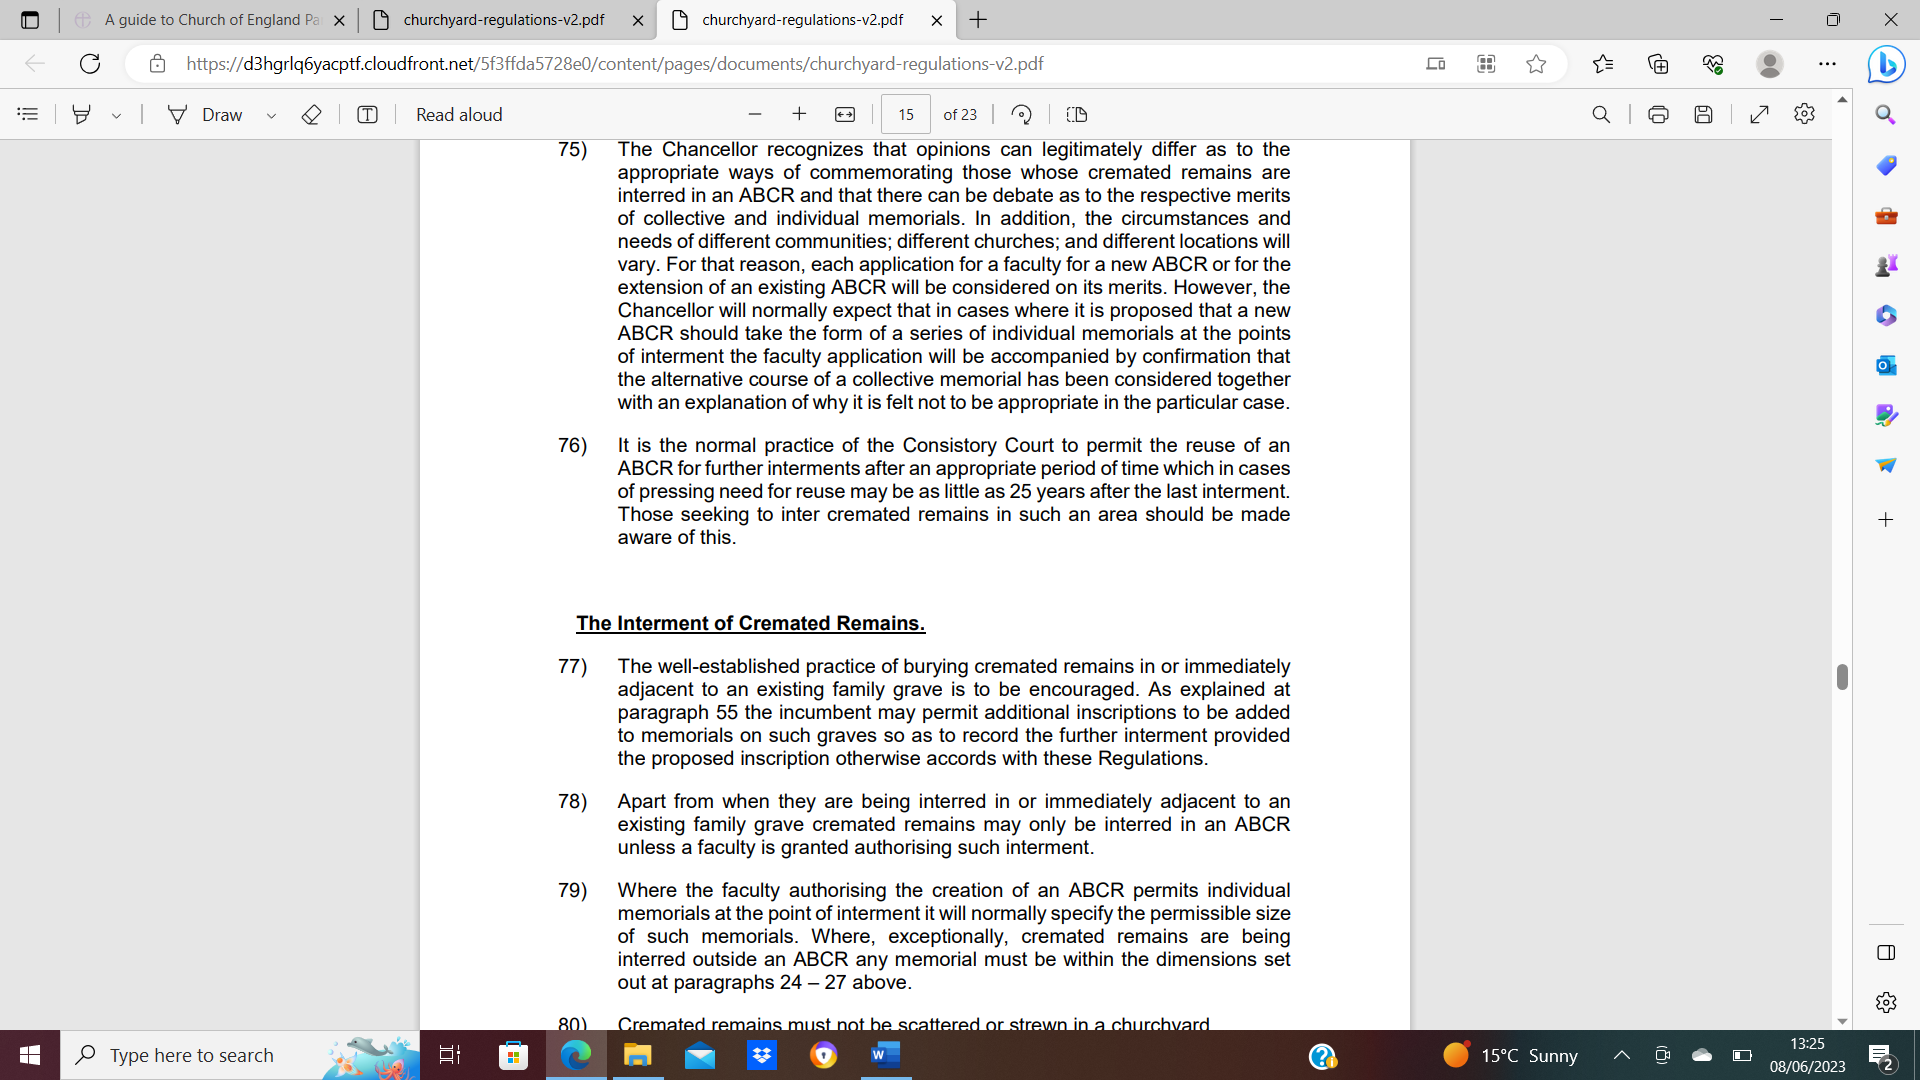 A guide to Church of England Pa
churchyard-regulations-v2.pdf
churchyard-regulations-v2.pdf
https://d3hgrlq6yacptf.cloudfront.net/5f3ffda5728e0/content/pages/documents/churchyard-regulations-v2.pdf
Draw
Read aloud
15 of 23
75) The Chancellor recognizes that opinions can legitimately differ as to the
appropriate ways of commemorating those whose cremated remains are
interred in an ABCR and that there can be debate as to the respective merits
of collective and individual memorials. In addition, the circumstances and
needs of different communities; different churches; and different locations will
vary. For that reason, each application for a faculty for a new ABCR or for the
extension of an existing ABCR will be considered on its merits. However, the
Chancellor will normally expect that in cases where it is proposed that a new
ABCR should take the form of a series of individual memorials at the points
of interment the faculty application will be accompanied by confirmation that
the alternative course of a collective memorial has been considered together
with an explanation of why it is felt not to be appropriate in the particular case.
76) It is the normal practice of the Consistory Court to permit the reuse of an
ABCR for further interments after an appropriate period of time which in cases
of pressing need for reuse may be as little as 25 years after the last interment.
Those seeking to inter cremated remains in such an area should be made
aware of this.
The Interment of Cremated Remains.
77) The well-established practice of burying cremated remains in or immediately
adjacent to an existing family grave is to be encouraged. As explained at
paragraph 55 the incumbent may permit additional inscriptions to be added
to memorials on such graves so as to record the further interment provided
the proposed inscription otherwise accords with these Regulations.
78) Apart from when they are being interred in or immediately adjacent to an
existing family grave cremated remains may only be interred in an ABCR
unless a faculty is granted authorising such interment.
79) Where the faculty authorising the creation of an ABCR permits individual
memorials at the point of interment it will normally specify the permissible size
of such memorials. Where, exceptionally, cremated remains are being
interred outside an ABCR any memorial must be within the dimensions set
out at paragraphs 24 – 27 above.
80) Cremated remains must not be scattered or strewn in a churchyard
Type here to search
15°C Sunny
13:25
08/06/2023
2